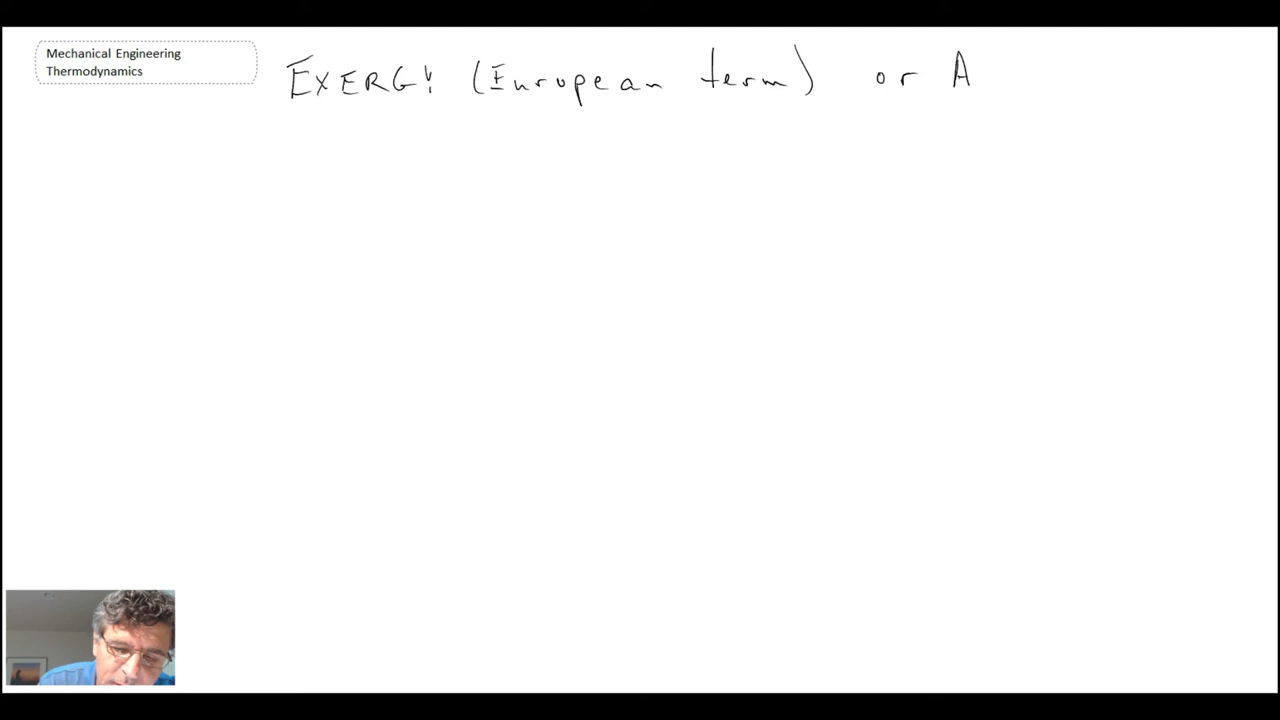 Mechanical Engineering
Thermodynamics
EXERGY (European term) or A